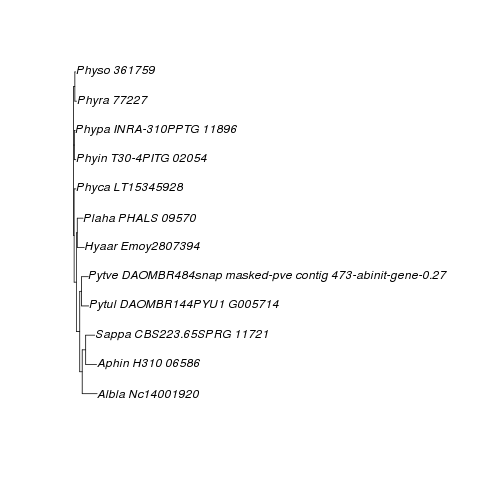 Physo 361759
Phyra 77227
Phypa INRA-310PPTG 11896
Phyin T30-4PITG 02054
Phyca LT15345928
Plaha PHALS 09570
Hyaar Emoy2807394
Pytve DAOMBR484snap masked-pve contig 473-abinit-gene-0.27
Pytul DAOMBR144PYU1 G005714
Sappa CBS223.65SPRG 11721
Aphin H310 06586
Albla Nc14001920